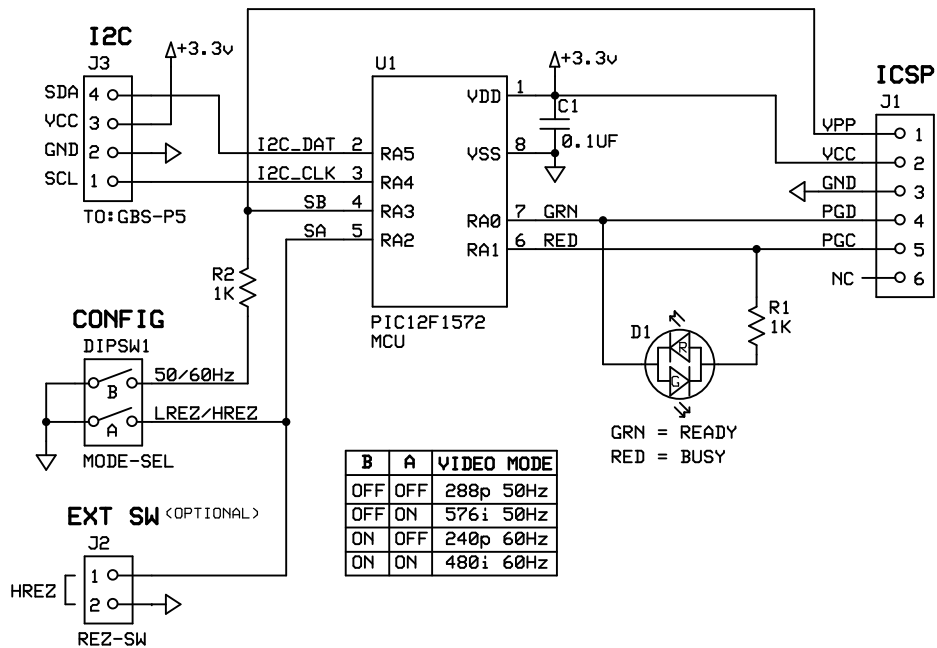 I2C
J3
+3.3v
SDA 4
VCC 3
GND 2
SCL 1
TO:GBS-P5
I2C_DAT 2
I2C_CLK 3
SB 4
SA 5
U1
RA5
RA4
RA3
RA2
VDD 1
VSS 8
RA0 7 GRN
RA1 6 RED
PIC12F1572
MCU
+3.3v
C1
0.1UF
ICSP
J1
VPP 1
VCC 2
GND 3
PGD 4
PGC 5
NC 6
R2
1K
R1
1K
D1
R
G
GRN = READY
RED = BUSY
CONFIG
DIPSW1
50/60Hz
B
LREZ/HREZ
A
MODE-SEL
B A VIDEO MODE
OFF OFF 288p 50Hz
OFF ON 576i 50Hz
ON OFF 240p 60Hz
ON ON 480i 60Hz
EXT SW (OPTIONAL)
J2
HREZ
1
2
REZ-SW